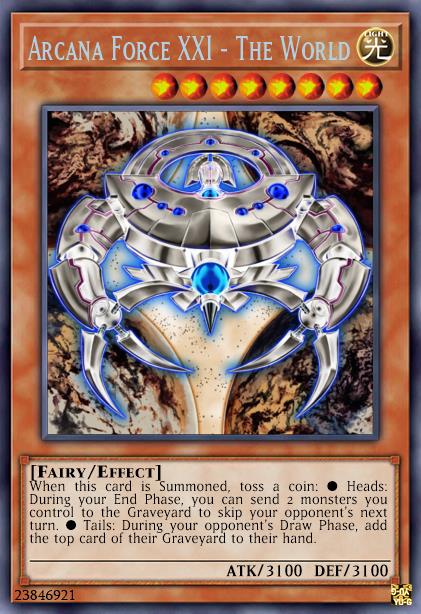 ARCANA FORCE XXI - THE WORLD
LIGHT
光
[FAIRY/EFFECT]
When this card is Summoned, toss a coin: ● Heads:
During your End Phase, you can send 2 monsters you
control to the Graveyard to skip your opponent's next
turn. ● Tails: During your opponent's Draw Phase, add
the top card of their Graveyard to their hand.
ATK/3100 DEF/3100
23846921